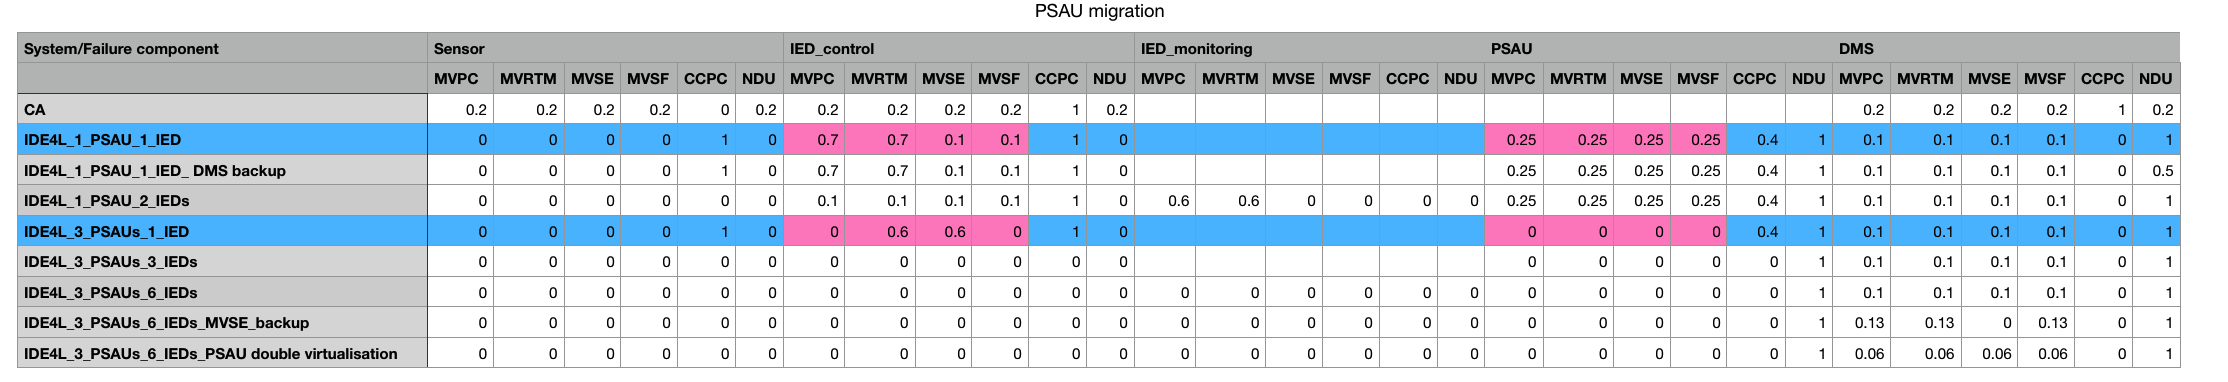 PSAU migration
System/Failure component Sensor IED_control IED_monitoring PSAU DMS
MVPC MVRTM MVSE MVSF CCPC NDU MVPC MVRTM MVSE MVSF CCPC NDU MVPC MVRTM MVSE MVSF CCPC NDU MVPC MVRTM MVSE MVSF CCPC NDU MVPC MVRTM MVSE MVSF CCPC NDU
CA 0.2 0.2 0.2 0.2 0 0.2 0.2 0.2 0.2 0.2 1 0.2 0.2 0.2 0.2 0.2 1 0.2
IDE4L_1_PSAU_1_IED 0 0 0 0 1 0 0.7 0.7 0.1 0.1 1 0 0.25 0.25 0.25 0.25 0.4 1 0.1 0.1 0.1 0.1 0 1
IDE4L_1_PSAU_1_IED_ DMS backup 0 0 0 0 1 0 0.7 0.7 0.1 0.1 1 0 0.25 0.25 0.25 0.25 0.4 1 0.1 0.1 0.1 0.1 0 0.5
IDE4L_1_PSAU_2_IEDs 0 0 0 0 0 0 0.1 0.1 0.1 0.1 1 0 0.6 0.6 0 0 0 0 0.25 0.25 0.25 0.25 0.4 1 0.1 0.1 0.1 0.1 0 1
IDE4L_3_PSAUs_1_IED 0 0 0 0 1 0 0 0.6 0.6 0 1 0 0 0 0 0 0.4 1 0.1 0.1 0.1 0.1 0 1
IDE4L_3_PSAUs_3_IEDs 0 0 0 0 0 0 0 0 0 0 0 0 0 0 0 0 0 1 0.1 0.1 0.1 0.1 0 1
IDE4L_3_PSAUs_6_IEDs 0 0 0 0 0 0 0 0 0 0 0 0 0 0 0 0 0 0 0 0 0 0 0 1 0.1 0.1 0.1 0.1 0 1
IDE4L_3_PSAUs_6_IEDs_MVSE_backup 0 0 0 0 0 0 0 0 0 0 0 0 0 0 0 0 0 0 0 0 0 0 0 1 0.13 0.13 0 0.13 0 1
IDE4L_3_PSAUs_6_IEDs_PSAU double virtualisation 0 0 0 0 0 0 0 0 0 0 0 0 0 0 0 0 0 0 0 0 0 0 0 1 0.06 0.06 0.06 0.06 0 1